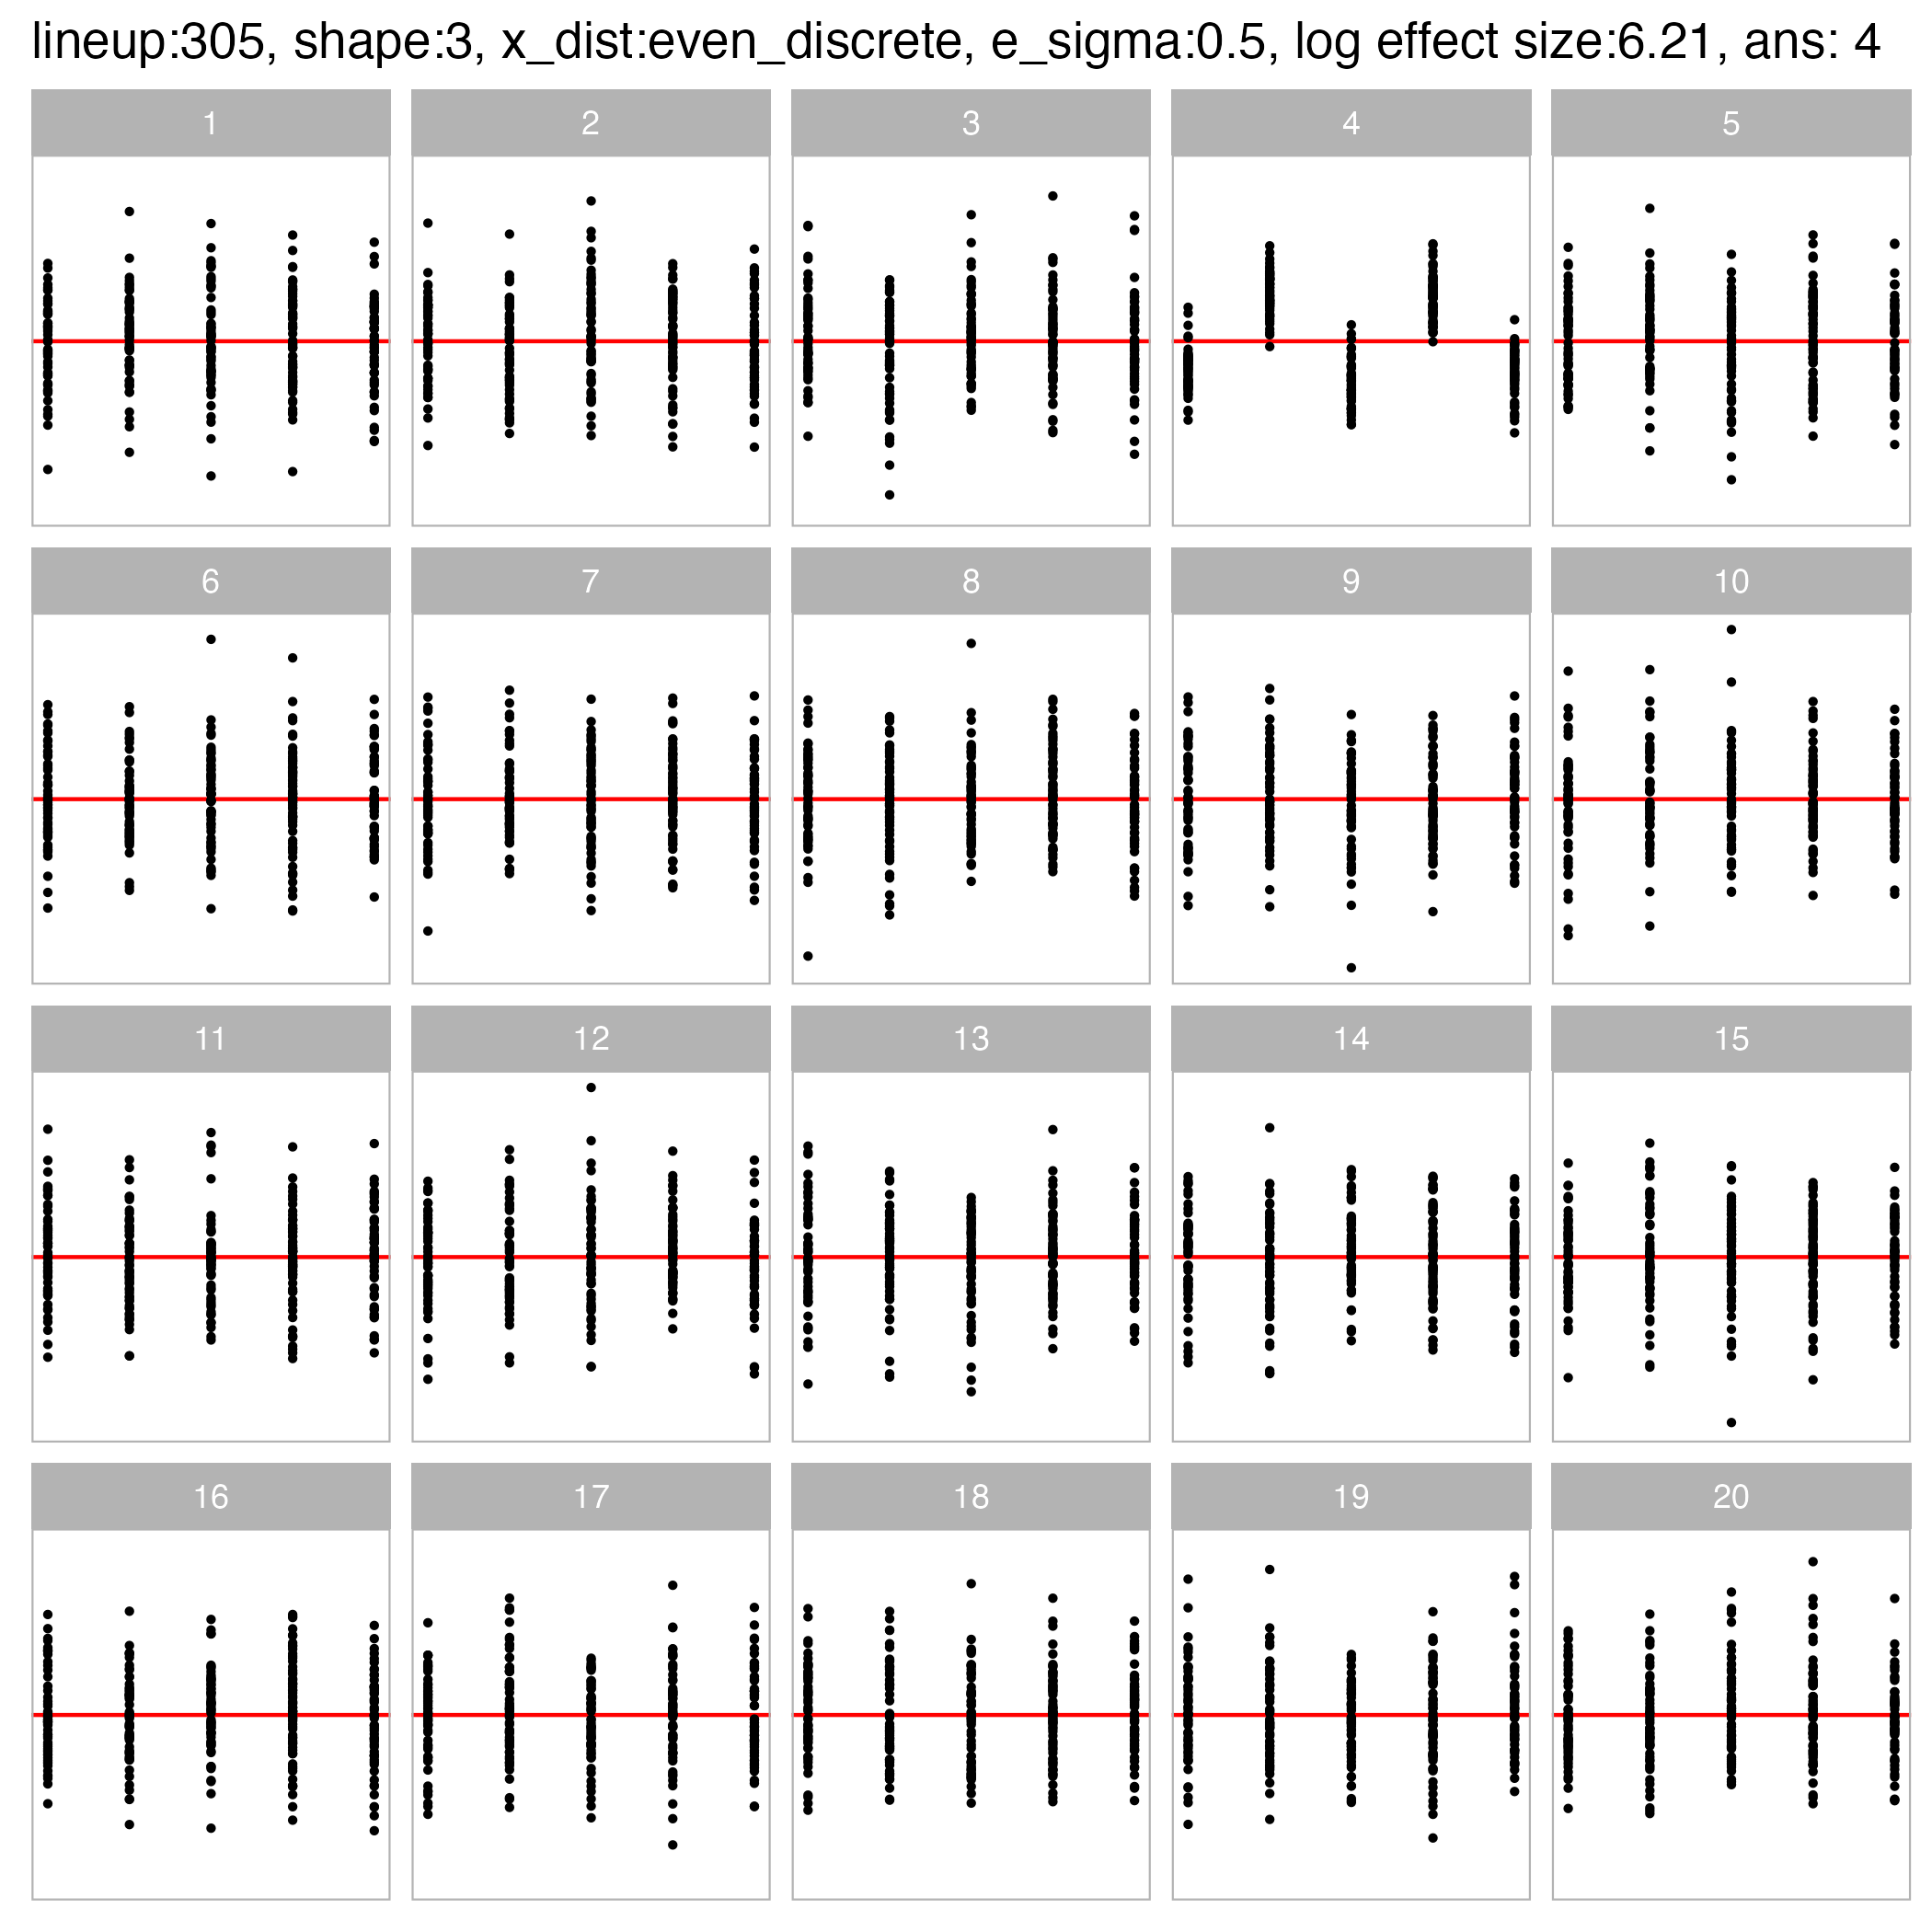 lineup:305, shape:3, x_dist:even_discrete, e_sigma:0.5, log effect size:6.21, ans: 4
1 2 3 4 5
6 7 8 9 10
11 12 13 14 15
16 17 18 19 20